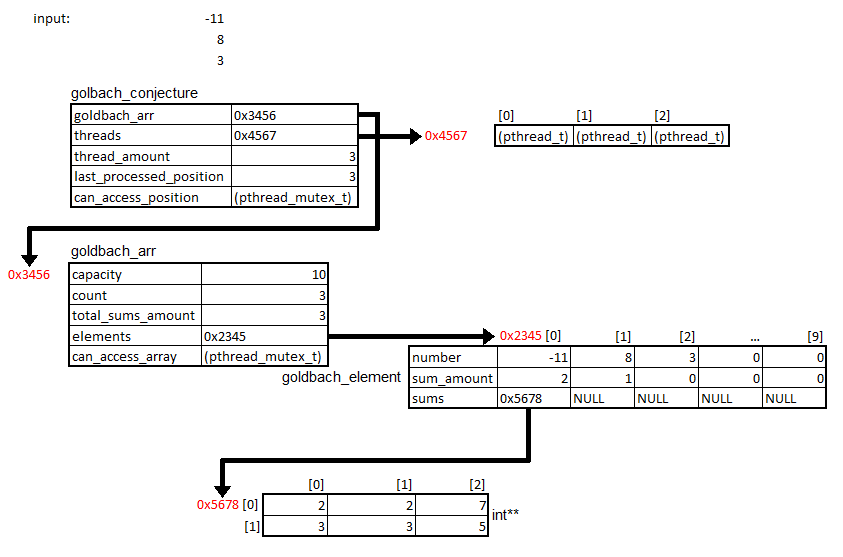 input: -11
8
3
golbach_conjecture
goldbach_arr 0x3456
threads 0x4567
thread_amount 3
last_processed_position 3
can_access_position (pthread_mutex_t)
0x4567
[0] [1] [2]
(pthread_t) (pthread_t) (pthread_t)
goldbach_arr
0x3456
capacity 10
count 3
total_sums_amount 3
elements 0x2345
can_access_array (pthread_mutex_t)
0x2345 [0] [1] [2] ... [9]
goldbach_element
number -11 8 3 0 0
sum_amount 2 1 0 0 0
sums 0x5678 NULL NULL NULL NULL
[0] [1] [2]
0x5678 [0] 2 2 7
[1] 3 3 5
int**